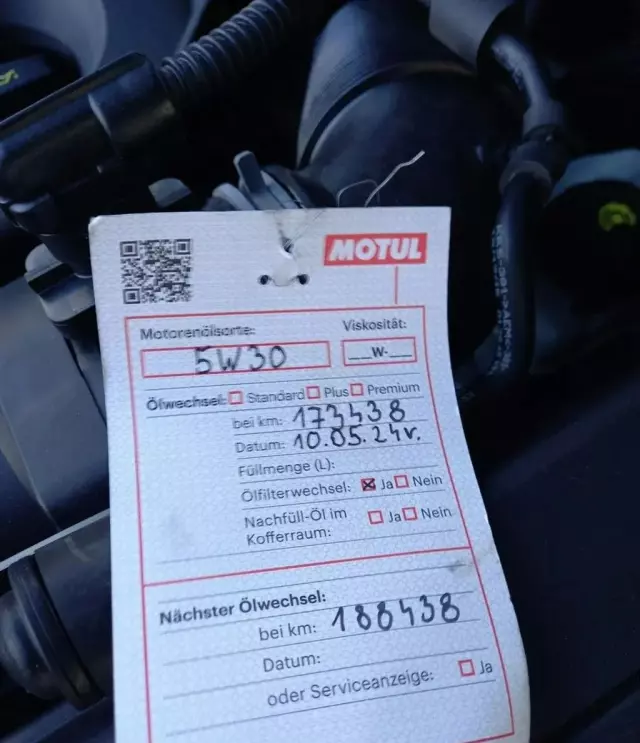 MOTUL
Motorenölsorte: Viskosität:
5W30 __W-__
Ölwechsel: Standard Plus Premium
bei km: 173438
Datum: 10.05.24r.
Füllmenge (L):
Ölfilterwechsel: Ja Nein
Nachfüll-Öl im
Kofferraum: Ja Nein
Nächster Ölwechsel:
bei km: 188438
Datum:
oder Serviceanzeige: Ja